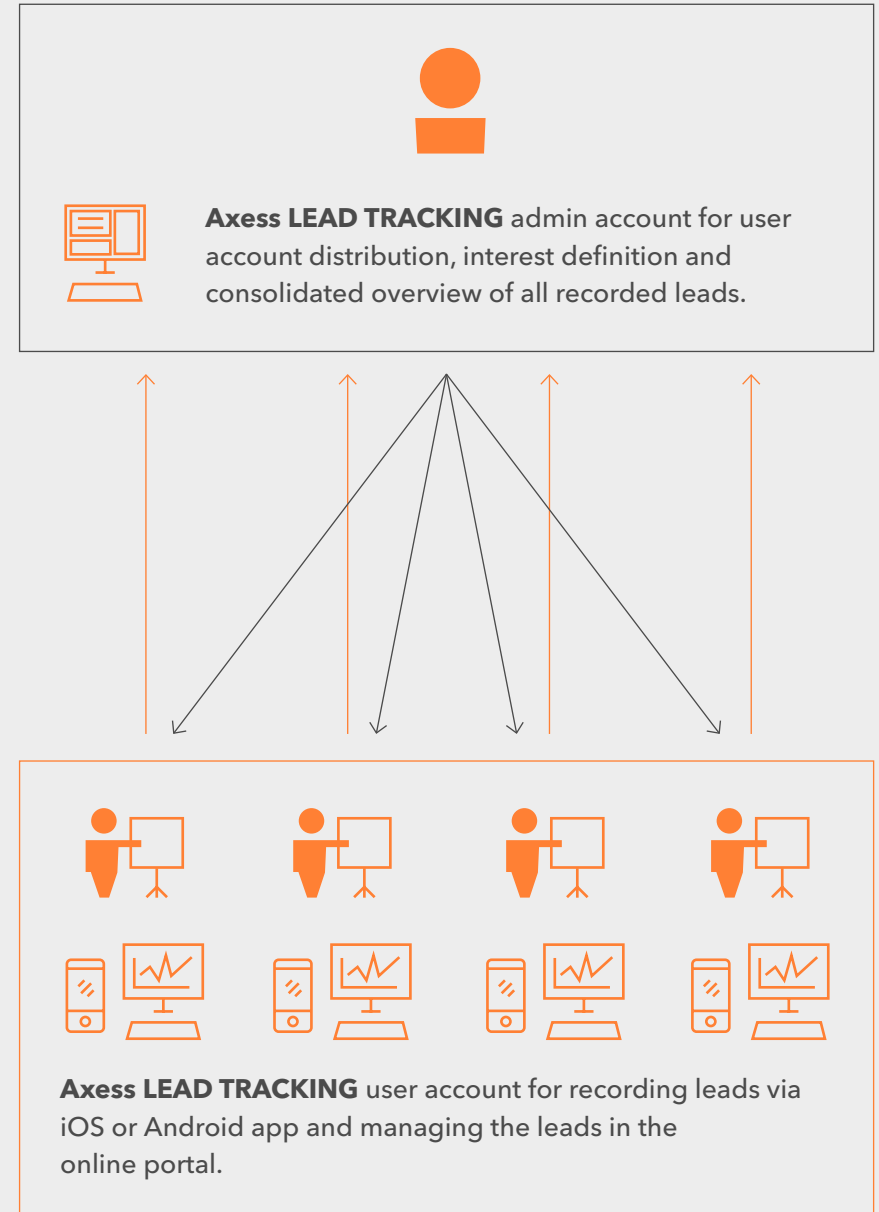 Axess LEAD TRACKING admin account for user
account distribution, interest definition and
consolidated overview of all recorded leads.
Axess LEAD TRACKING user account for recording leads via
iOS or Android app and managing the leads in the
online portal.